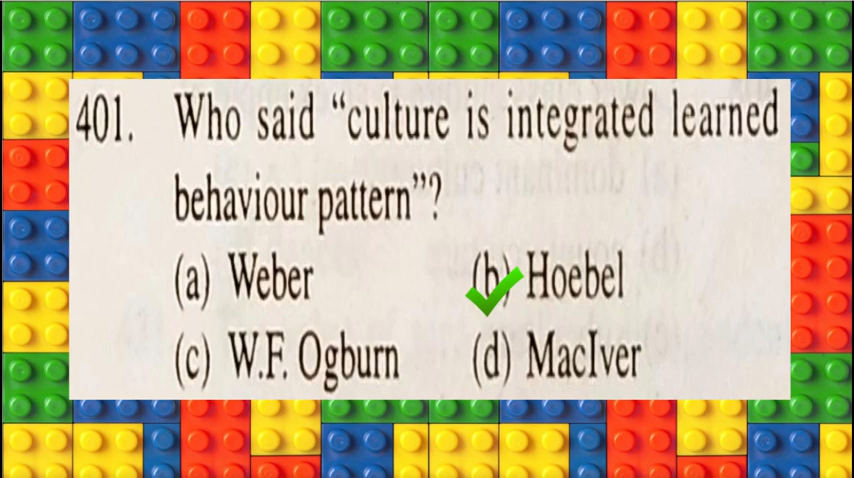 401. Who said “culture is integrated learned
behaviour pattern”?
(a) Weber (b) Hoebel
(c) W.F. Ogburn (d) MacIver